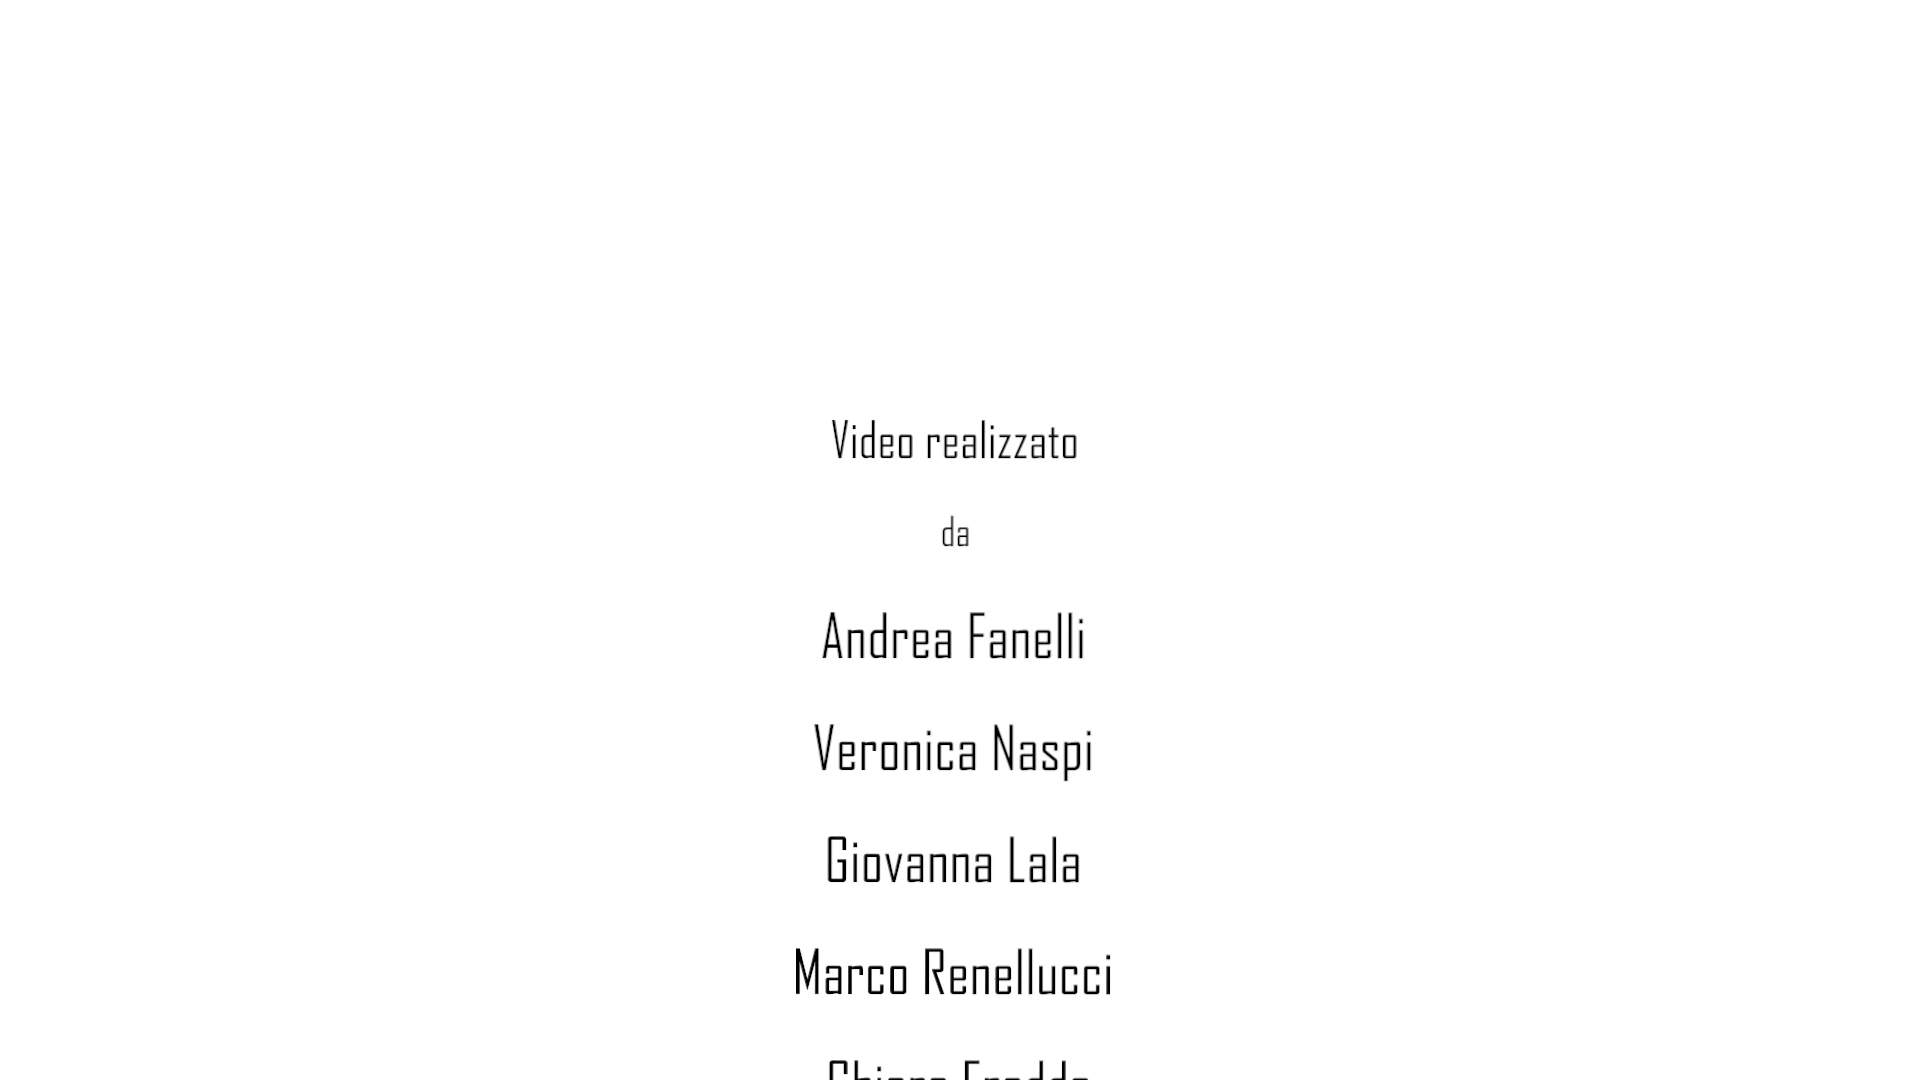 Video realizzato
da
Andrea Fanelli
Veronica Naspi
Giovanna Lala
Marco Renellucci